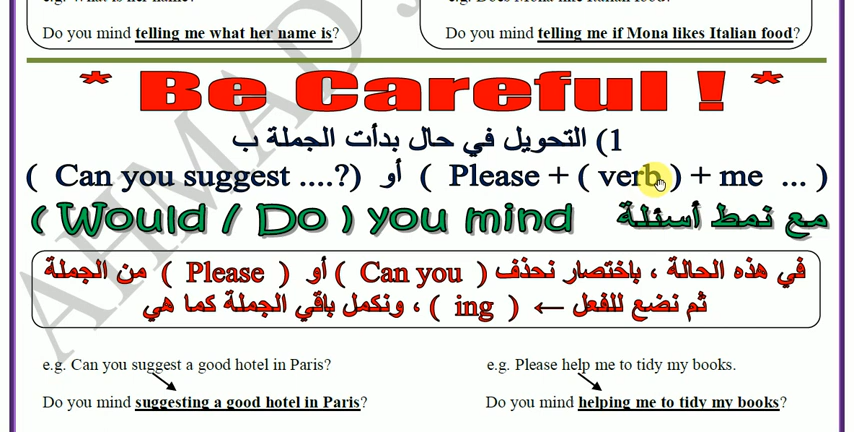 Do you mind telling me what her name is?
Do you mind telling me if Mona likes Italian food?
* Be Careful ! *
1) التحويل في حال بدأت الجملة ب
( Can you suggest ....?) أو ( Please + ( verb ) + me ... )
( Would / Do ) you mind مع نمط أسئلة
في هذه الحالة ، باختصار نحذف ( Can you ) أو ( Please ) من الجملة
ثم نضع للفعل ← ( ing ) ، ونكمل باقي الجملة كما هي
e.g. Can you suggest a good hotel in Paris?
Do you mind suggesting a good hotel in Paris?
e.g. Please help me to tidy my books.
Do you mind helping me to tidy my books?
AHMAD